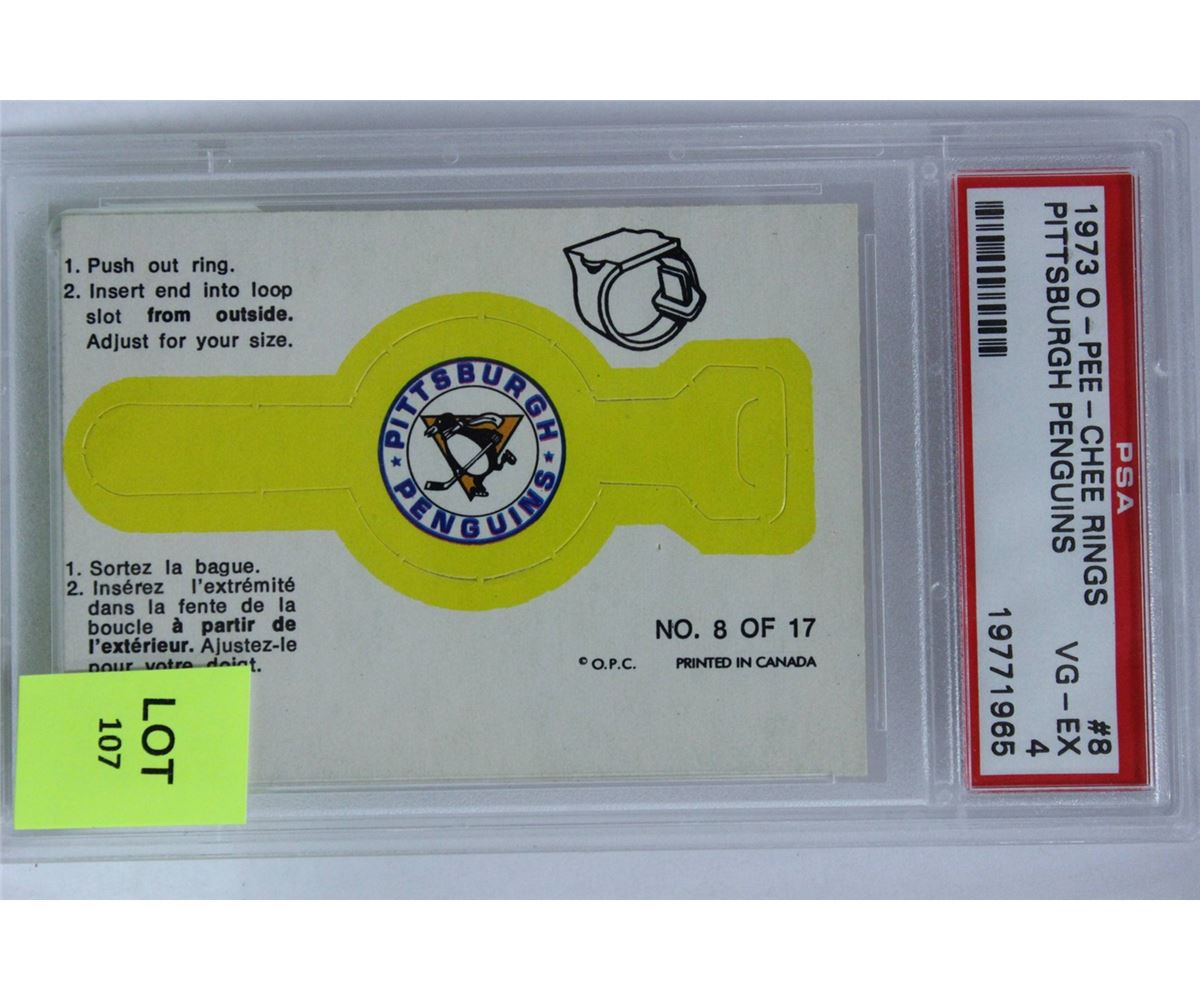 1. Push out ring.
2. Insert end into loop
slot from outside.
Adjust for your size.
PITTSBURGH
★ PENGUINS ★
1. Sortez la bague.
2. Insérez l'extrémité
dans la fente de la
boucle à partir de
l'extérieur. Ajustez-le
pour votre doigt.
NO. 8 OF 17
© O.P.C. PRINTED IN CANADA
LOT
107
PSA
1973 O-PEE-CHEE RINGS #8
PITTSBURGH PENGUINS VG-EX
4
19771965